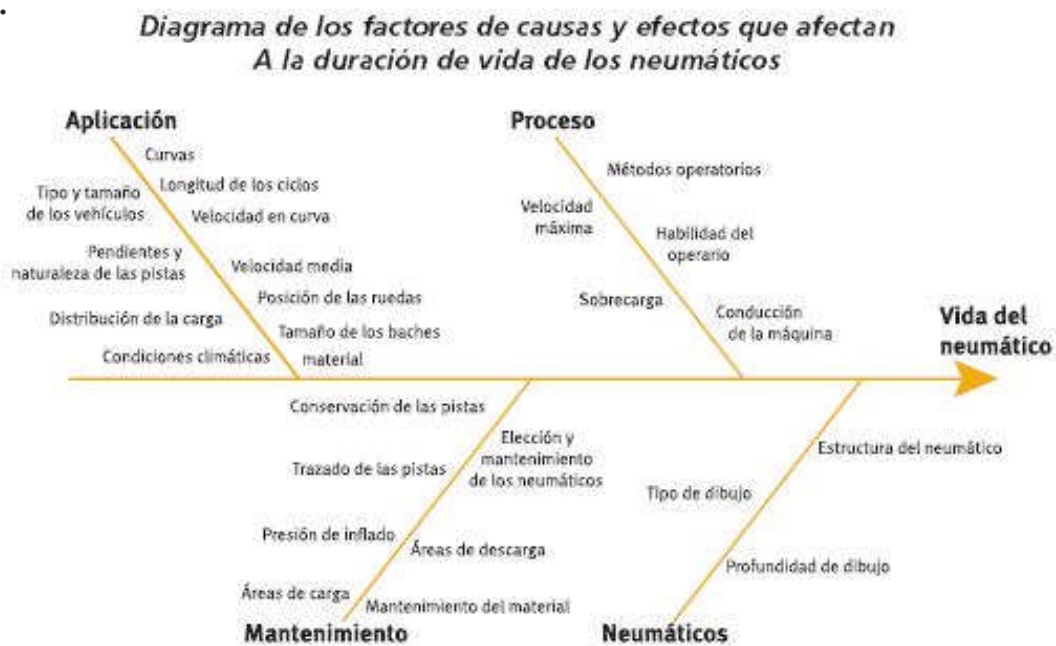 Diagrama de los factores de causas y efectos que afectan
A la duración de vida de los neumáticos
Aplicación
Curvas
Longitud de los ciclos
Tipo y tamaño
de los vehículos
Velocidad en curva
Pendientes y
naturaleza de las pistas
Velocidad media
Posición de las ruedas
Distribución de la carga
Tamaño de los baches
Condiciones climáticas
material
Proceso
Métodos operatorios
Velocidad
máxima
Habilidad del
operario
Sobrecarga
Conducción
de la máquina
Vida del
neumático
Conservación de las pistas
Elección y
mantenimiento
de los neumáticos
Trazado de las pistas
Presión de inflado
Áreas de descarga
Áreas de carga
Mantenimiento del material
Mantenimiento
Estructura del neumático
Tipo de dibujo
Profundidad de dibujo
Neumáticos